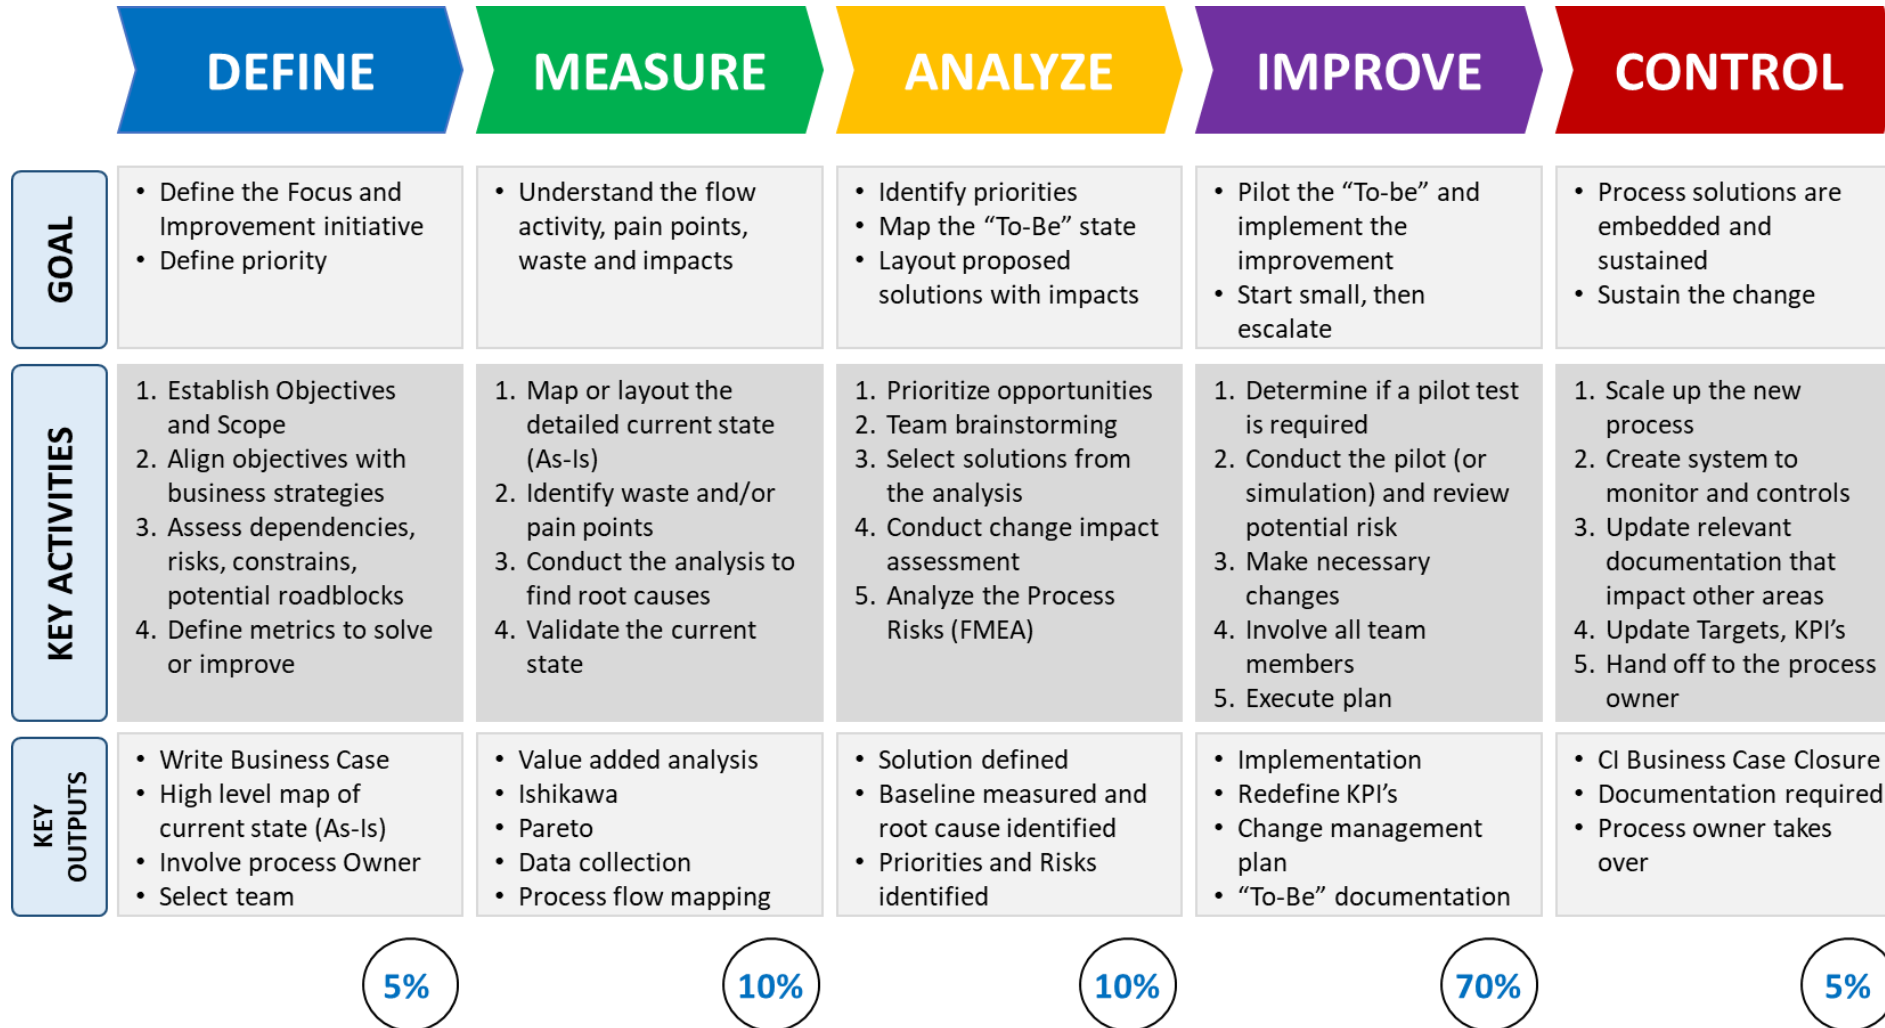 DEFINE
MEASURE
ANALYZE
IMPROVE
CONTROL
GOAL
• Define the Focus and
Improvement initiative
• Define priority
• Understand the flow
activity, pain points,
waste and impacts
• Identify priorities
• Map the “To-Be” state
• Layout proposed
solutions with impacts
• Pilot the “To-be” and
implement the
improvement
• Start small, then
escalate
• Process solutions are
embedded and
sustained
• Sustain the change
KEY ACTIVITIES
1. Establish Objectives
and Scope
2. Align objectives with
business strategies
3. Assess dependencies,
risks, constrains,
potential roadblocks
4. Define metrics to solve
or improve
1. Map or layout the
detailed current state
(As-Is)
2. Identify waste and/or
pain points
3. Conduct the analysis to
find root causes
4. Validate the current
state
1. Prioritize opportunities
2. Team brainstorming
3. Select solutions from
the analysis
4. Conduct change impact
assessment
5. Analyze the Process
Risks (FMEA)
1. Determine if a pilot test
is required
2. Conduct the pilot (or
simulation) and review
potential risk
3. Make necessary
changes
4. Involve all team
members
5. Execute plan
1. Scale up the new
process
2. Create system to
monitor and controls
3. Update relevant
documentation that
impact other areas
4. Update Targets, KPI’s
5. Hand off to the process
owner
KEY
OUTPUTS
• Write Business Case
• High level map of
current state (As-Is)
• Involve process Owner
• Select team
• Value added analysis
• Ishikawa
• Pareto
• Data collection
• Process flow mapping
• Solution defined
• Baseline measured and
root cause identified
• Priorities and Risks
identified
• Implementation
• Redefine KPI’s
• Change management
plan
• “To-Be” documentation
• CI Business Case Closure
• Documentation required
• Process owner takes
over
5%
10%
10%
70%
5%